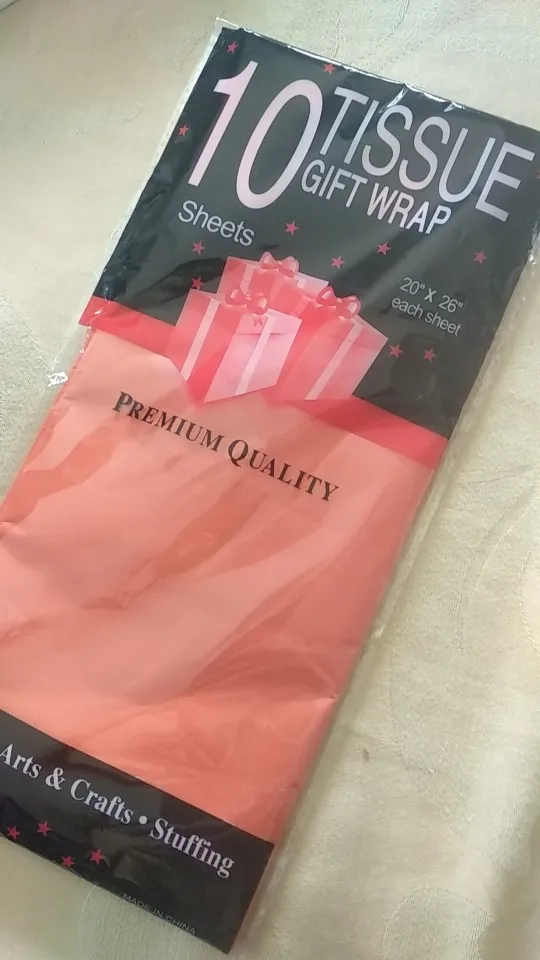 10 TISSUE
GIFT WRAP
Sheets
20" x 26"
each sheet
PREMIUM QUALITY
Arts & Crafts • Stuffing
MADE IN CHINA